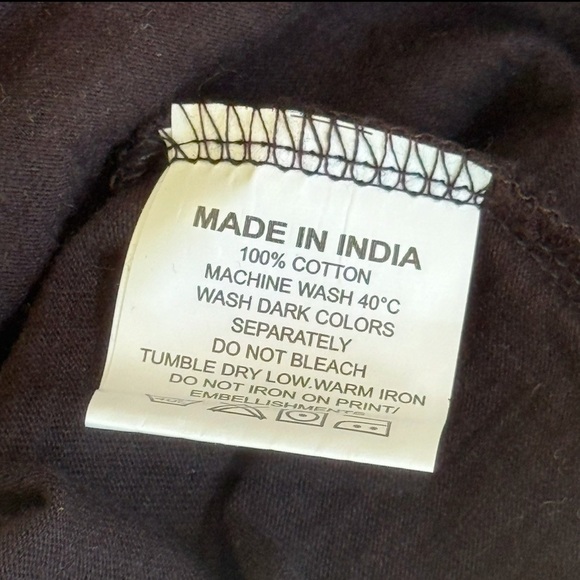 MADE IN INDIA
100% COTTON
MACHINE WASH 40°C
WASH DARK COLORS
SEPARATELY
DO NOT BLEACH
TUMBLE DRY LOW.WARM IRON
DO NOT IRON ON PRINT/
EMBELLISHMENTS